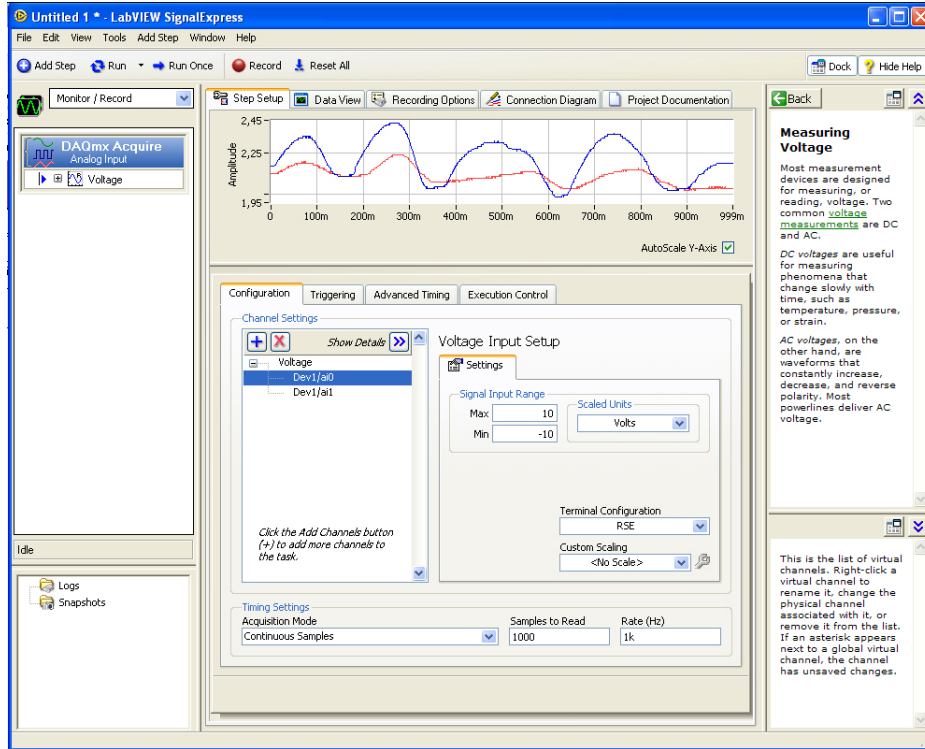 Untitled 1 * - LabVIEW SignalExpress
File Edit View Tools Add Step Window Help
Add Step Run Run Once Record Reset All Dock Hide Help
Monitor / Record
DAQmx Acquire
Analog Input
Voltage
Idle
Logs
Snapshots
Step Setup Data View Recording Options Connection Diagram Project Documentation
2,45
2,25
1,95
Amplitude
0 100m 200m 300m 400m 500m 600m 700m 800m 900m 999m
AutoScale Y-Axis
Configuration Triggering Advanced Timing Execution Control
Channel Settings
Show Details
Voltage
Dev1/ai0
Dev1/ai1
Click the Add Channels button
(+) to add more channels to
the task.
Voltage Input Setup
Settings
Signal Input Range
Max 10
Min -10
Scaled Units
Volts
Terminal Configuration
RSE
Custom Scaling
<No Scale>
Timing Settings
Acquisition Mode Samples to Read Rate (Hz)
Continuous Samples 1000 1k
Back
Measuring
Voltage
Most measurement
devices are designed
for measuring, or
reading, voltage. Two
common voltage
measurements are DC
and AC.
DC voltages are useful
for measuring
phenomena that
change slowly with
time, such as
temperature, pressure,
or strain.
AC voltages, on the
other hand, are
waveforms that
constantly increase,
decrease, and reverse
polarity. Most
powerlines deliver AC
voltage.
This is the list of virtual
channels. Right-click a
virtual channel to
rename it, change the
physical channel
associated with it, or
remove it from the list.
If an asterisk appears
next to a global virtual
channel, the channel
has unsaved changes.